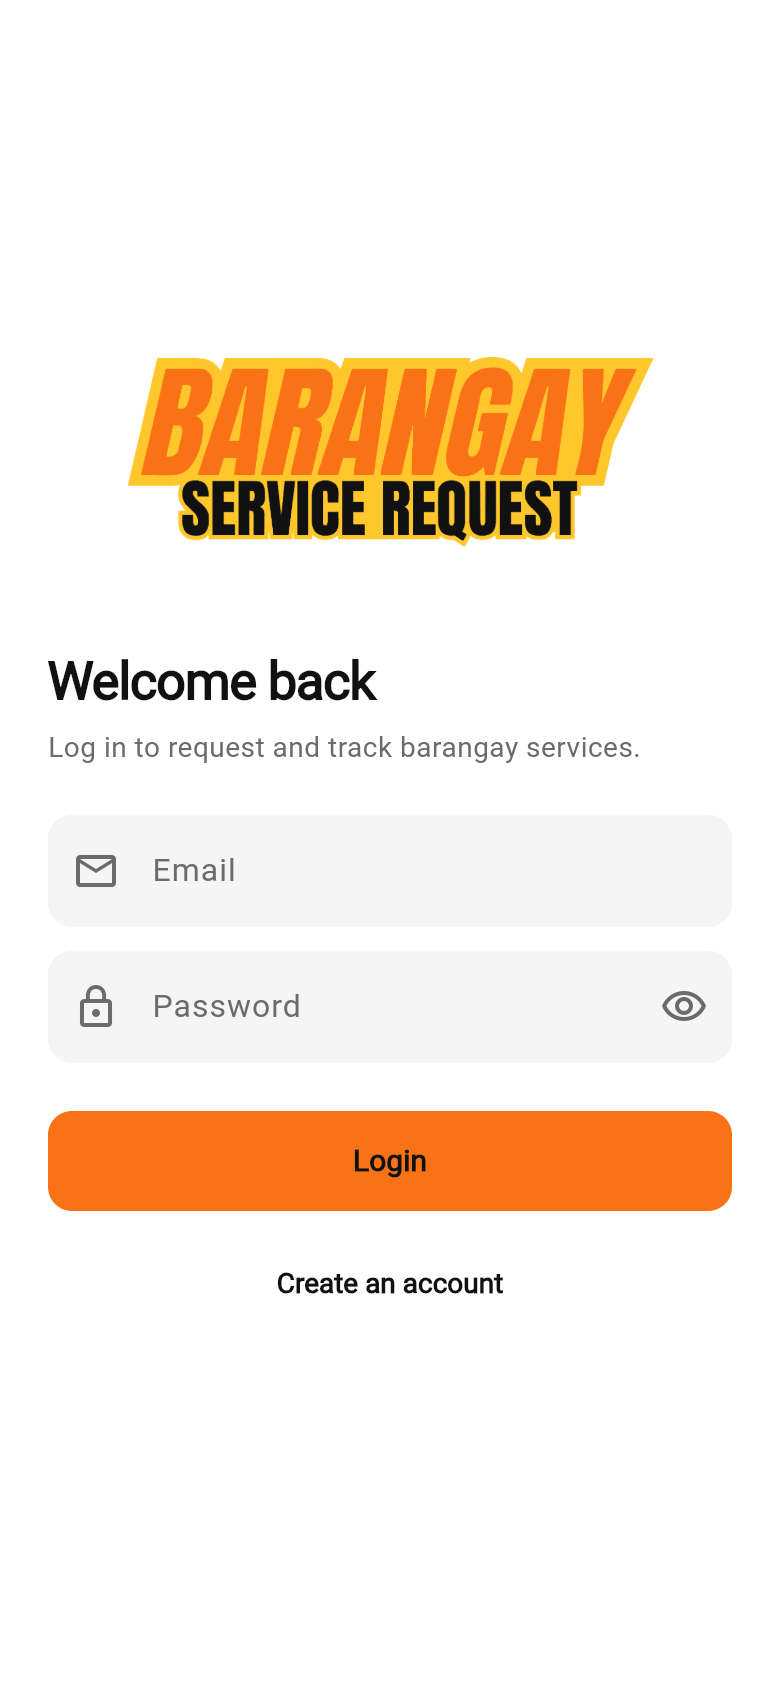 BARANGAY
SERVICE REQUEST
Welcome back
Log in to request and track barangay services.
Email
Password
Login
Create an account